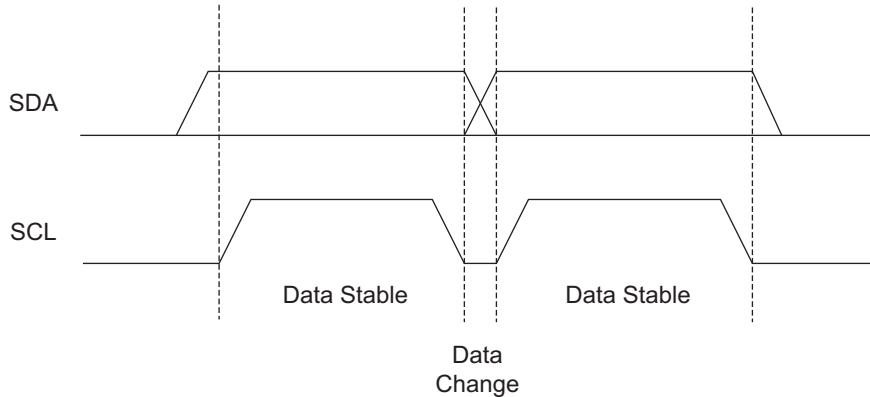 SDA
SCL
Data Stable
Data Stable
Data
Change